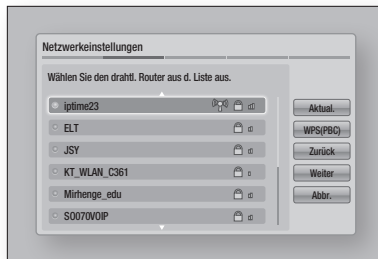 Netzwerkeinstellungen
Wählen Sie den drahtl. Router aus d. Liste aus.
iptime23
Aktual.
ELT
WPS(PBC)
JSY
Zurück
KT_WLAN_C361
Weiter
Mirhenge_edu
Abbr.
SO070VOIP